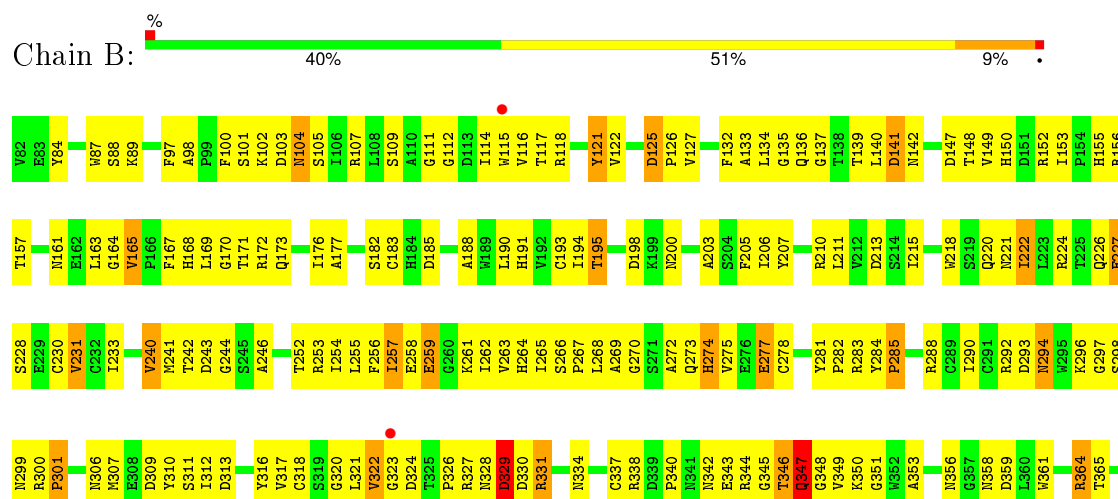 %
Chain B:
40% 51% 9% •
V82 E83 Y84 W87 S88 K89 F97 A98 P99 F100 S101 K102 D103 N104 S105 I106 R107 L108 S109 A110 G111 G112 D113 I114 W115 V116 T117 R118 Y121 V122 D125 P126 V127 F132 A133 L134 G135 Q136 G137 T138 T139 L140 D141 N142 D147 T148 V149 H150 D151 R152 I153 P154 H155 R156
T157 N161 E162 L163 G164 V165 P166 F167 H168 L169 G170 T171 R172 Q173 I176 A177 S182 C183 H184 D185 A188 W189 L190 H191 V192 C193 I194 T195 D198 K199 N200 A203 S204 F205 I206 Y207 R210 L211 V212 D213 S214 I215 W218 S219 Q220 N221 I222 L223 R224 T225 Q226 E227
S228 E229 C230 V231 C232 I233 V240 M241 T242 D243 G244 S245 A246 T252 R253 I254 L255 F256 I257 E258 E259 G260 K261 I262 V263 H264 I265 S266 P267 L268 A269 G270 S271 A272 Q273 H274 V275 E276 E277 C278 Y281 P282 R283 Y284 P285 R288 C289 I290 C291 R292 D293 N294 W295 K296 G297 S298
N299 R300 P301 N306 M307 E308 D309 Y310 S311 I312 D313 Y316 V317 C318 S319 G320 L321 V322 G323 D324 T325 P326 R327 N328 D329 D330 R331 N334 C337 R338 D339 P340 N341 N342 E343 R344 G345 T346 Q347 G348 V349 K350 G351 W352 A353 N356 G357 N358 D359 L360 W361 R364 T365